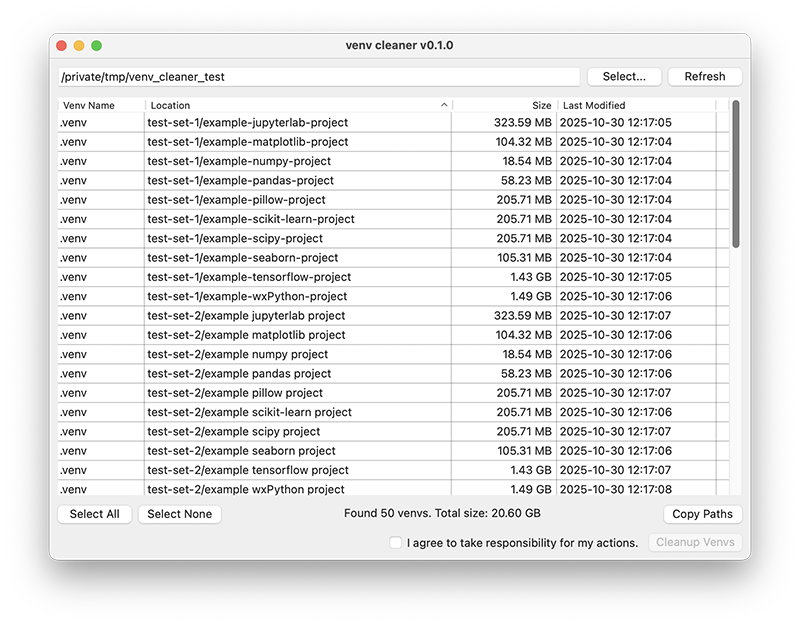 venv cleaner v0.1.0
/private/tmp/venv_cleaner_test Select... Refresh
Venv Name Location Size Last Modified
.venv test-set-1/example-jupyterlab-project 323.59 MB 2025-10-30 12:17:05
.venv test-set-1/example-matplotlib-project 104.32 MB 2025-10-30 12:17:04
.venv test-set-1/example-numpy-project 18.54 MB 2025-10-30 12:17:04
.venv test-set-1/example-pandas-project 58.23 MB 2025-10-30 12:17:04
.venv test-set-1/example-pillow-project 205.71 MB 2025-10-30 12:17:04
.venv test-set-1/example-scikit-learn-project 205.71 MB 2025-10-30 12:17:04
.venv test-set-1/example-scipy-project 205.71 MB 2025-10-30 12:17:04
.venv test-set-1/example-seaborn-project 105.31 MB 2025-10-30 12:17:04
.venv test-set-1/example-tensorflow-project 1.43 GB 2025-10-30 12:17:05
.venv test-set-1/example-wxPython-project 1.49 GB 2025-10-30 12:17:06
.venv test-set-2/example jupyterlab project 323.59 MB 2025-10-30 12:17:07
.venv test-set-2/example matplotlib project 104.32 MB 2025-10-30 12:17:06
.venv test-set-2/example numpy project 18.54 MB 2025-10-30 12:17:06
.venv test-set-2/example pandas project 58.23 MB 2025-10-30 12:17:06
.venv test-set-2/example pillow project 205.71 MB 2025-10-30 12:17:07
.venv test-set-2/example scikit-learn project 205.71 MB 2025-10-30 12:17:06
.venv test-set-2/example scipy project 205.71 MB 2025-10-30 12:17:07
.venv test-set-2/example seaborn project 105.31 MB 2025-10-30 12:17:06
.venv test-set-2/example tensorflow project 1.43 GB 2025-10-30 12:17:07
.venv test-set-2/example wxPython project 1.49 GB 2025-10-30 12:17:08
Select All Select None Found 50 venvs. Total size: 20.60 GB Copy Paths
I agree to take responsibility for my actions. Cleanup Venvs